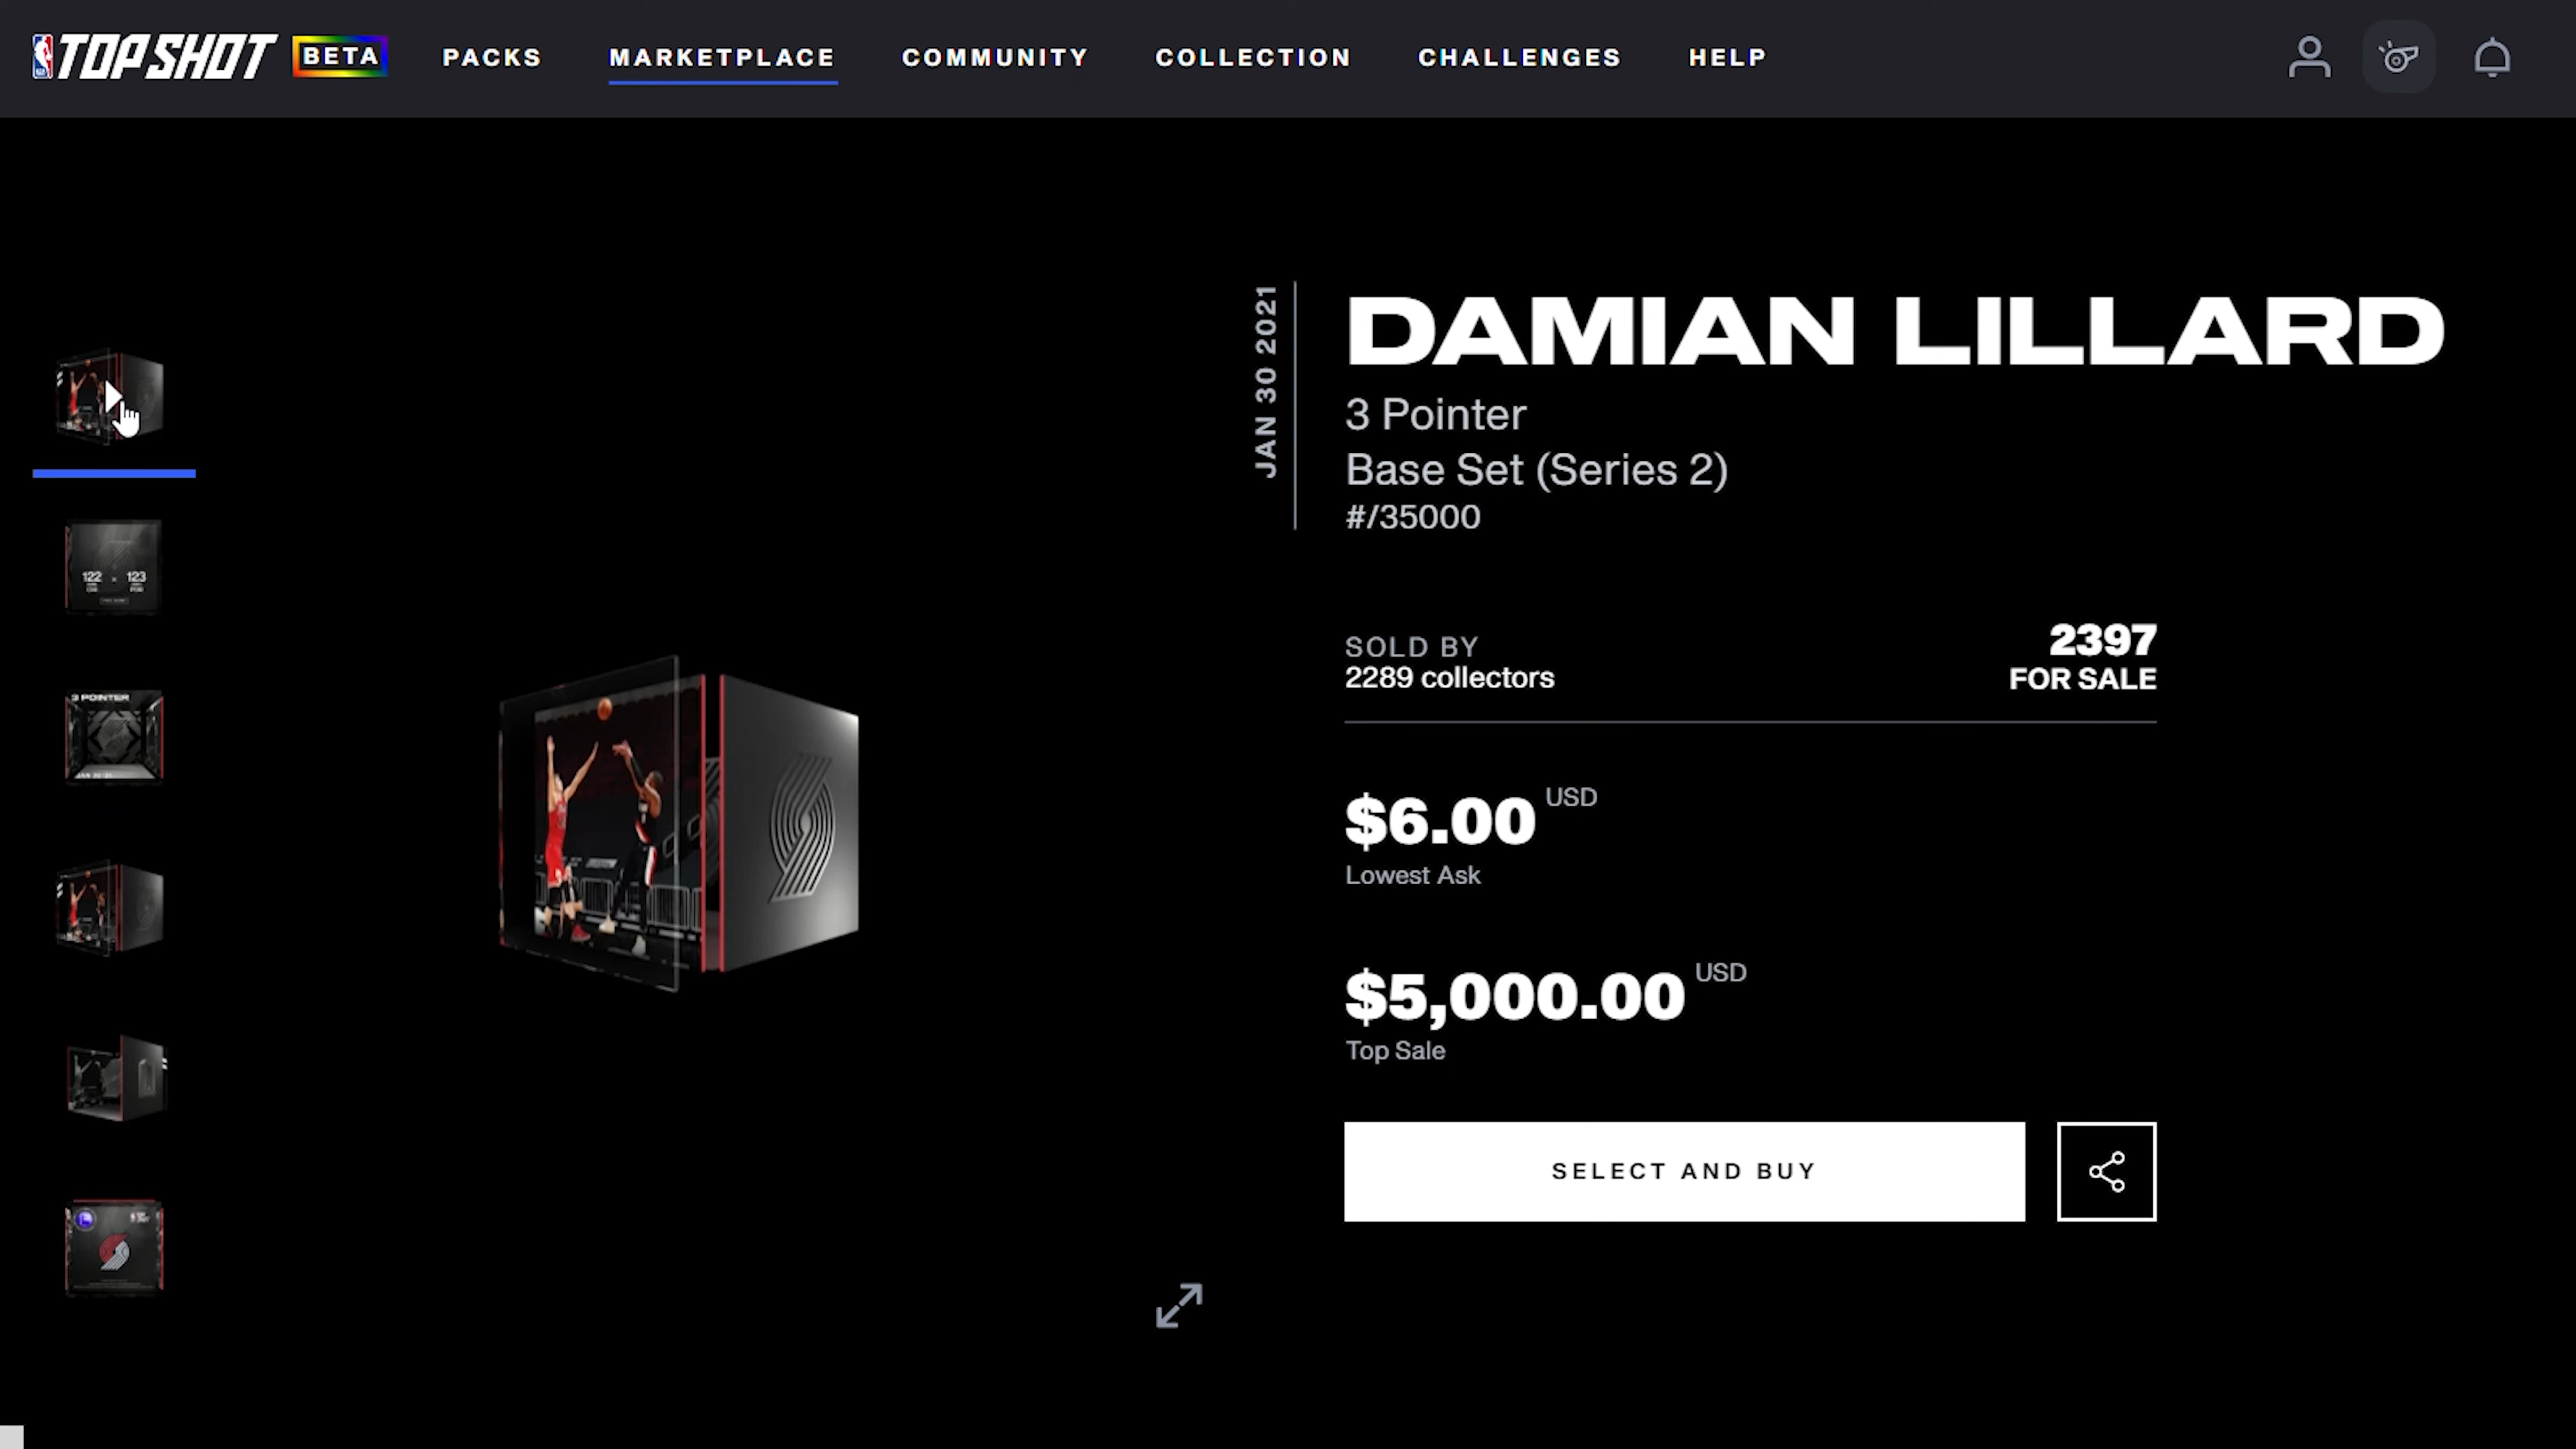 TOP SHOT BETA PACKS MARKETPLACE COMMUNITY COLLECTION CHALLENGES HELP
JAN 30 2021
DAMIAN LILLARD
3 Pointer
Base Set (Series 2)
#/35000
SOLD BY
2289 collectors
2397
FOR SALE
$6.00 USD
Lowest Ask
$5,000.00 USD
Top Sale
SELECT AND BUY
122 123
3 POINTER